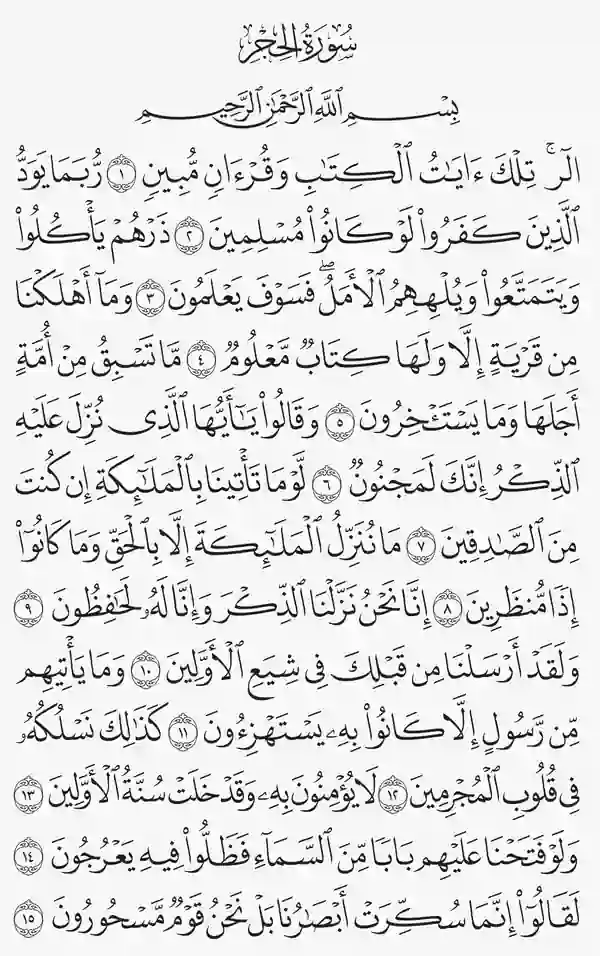 سُورَةُ الحِجْرِ
بِسْمِ ٱللَّهِ ٱلرَّحْمَٰنِ ٱلرَّحِيمِ
الٓرۚ تِلْكَ ءَايَٰتُ ٱلْكِتَٰبِ وَقُرْءَانٍ مُّبِينٍ ١ رُّبَمَا يَوَدُّ
ٱلَّذِينَ كَفَرُوا۟ لَوْ كَانُوا۟ مُسْلِمِينَ ٢ ذَرْهُمْ يَأْكُلُوا۟
وَيَتَمَتَّعُوا۟ وَيُلْهِهِمُ ٱلْأَمَلُۖ فَسَوْفَ يَعْلَمُونَ ٣ وَمَآ أَهْلَكْنَا
مِن قَرْيَةٍ إِلَّا وَلَهَا كِتَابٌ مَّعْلُومٌ ٤ مَّا تَسْبِقُ مِنْ أُمَّةٍ
أَجَلَهَا وَمَا يَسْتَـْٔخِرُونَ ٥ وَقَالُوا۟ يَٰٓأَيُّهَا ٱلَّذِى نُزِّلَ عَلَيْهِ
ٱلذِّكْرُ إِنَّكَ لَمَجْنُونٌ ٦ لَّوْ مَا تَأْتِينَا بِٱلْمَلَٰٓئِكَةِ إِن كُنتَ
مِنَ ٱلصَّٰدِقِينَ ٧ مَا نُنَزِّلُ ٱلْمَلَٰٓئِكَةَ إِلَّا بِٱلْحَقِّ وَمَا كَانُوٓا۟
إِذًا مُّنظَرِينَ ٨ إِنَّا نَحْنُ نَزَّلْنَا ٱلذِّكْرَ وَإِنَّا لَهُۥ لَحَٰفِظُونَ ٩
وَلَقَدْ أَرْسَلْنَا مِن قَبْلِكَ فِى شِيَعِ ٱلْأَوَّلِينَ ١٠ وَمَا يَأْتِيهِم
مِّن رَّسُولٍ إِلَّا كَانُوا۟ بِهِۦ يَسْتَهْزِءُونَ ١١ كَذَٰلِكَ نَسْلُكُهُۥ
فِى قُلُوبِ ٱلْمُجْرِمِينَ ١٢ لَا يُؤْمِنُونَ بِهِۦ وَقَدْ خَلَتْ سُنَّةُ ٱلْأَوَّلِينَ ١٣
وَلَوْ فَتَحْنَا عَلَيْهِم بَابًا مِّنَ ٱلسَّمَآءِ فَظَلُّوا۟ فِيهِ يَعْرُجُونَ ١٤
لَقَالُوٓا۟ إِنَّمَا سُكِّرَتْ أَبْصَٰرُنَا بَلْ نَحْنُ قَوْمٌ مَّسْحُورُونَ ١٥